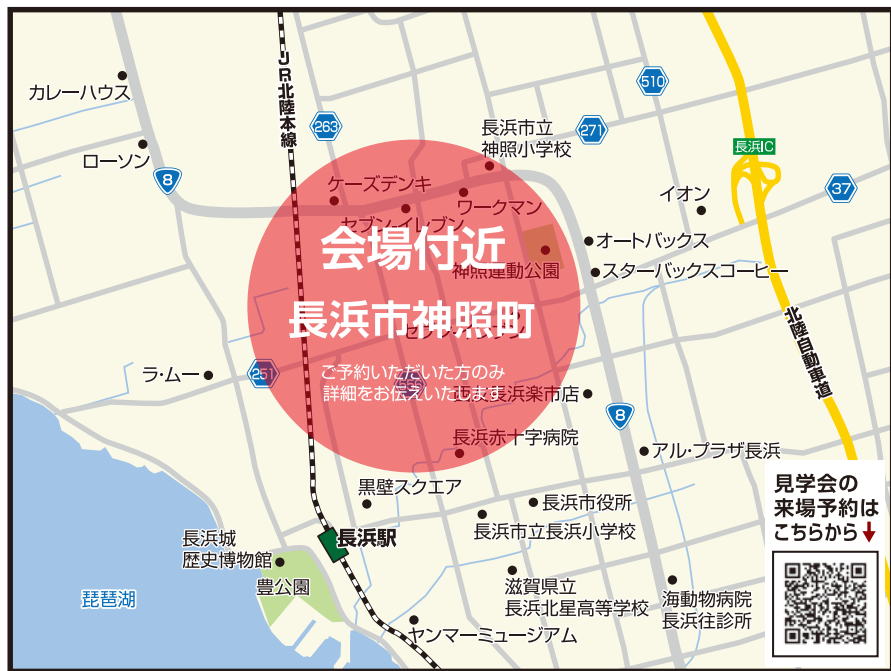 カレーハウス
ローソン
8
JR北陸本線
263
長浜市立
神照小学校
271
510
長浜IC
37
イオン
ケーズデンキ
セブン-イレブン
ワークマン
オートバックス
スターバックスコーヒー
神照運動公園
会場付近
長浜市神照町
ご予約いただいた方のみ
詳細をお伝えいたします
北陸自動車道
ラ・ムー
251
556
長浜楽市店
8
長浜赤十字病院
アル・プラザ長浜
黒壁スクエア
長浜市役所
長浜市立長浜小学校
長浜駅
長浜城
歴史博物館
豊公園
琵琶湖
滋賀県立
長浜北星高等学校
海動物病院
長浜往診所
ヤンマーミュージアム
見学会の
来場予約は
こちらから